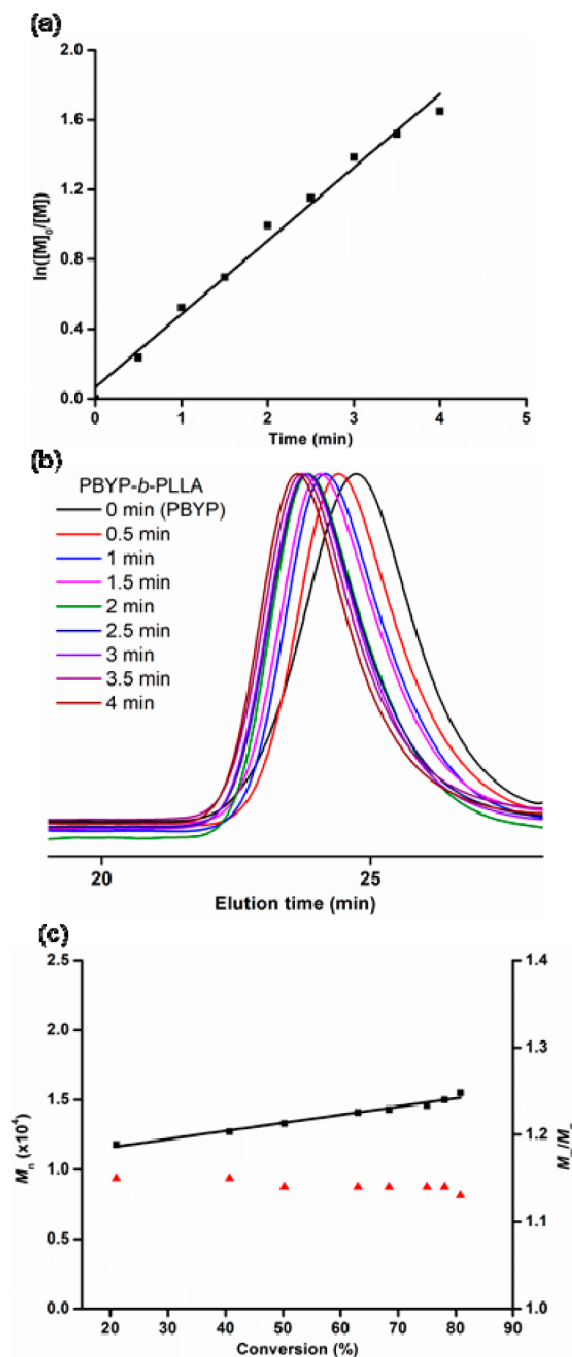 (a)
2.0
1.6
1.2
0.8
0.4
0.0
ln([M]0/[M])
0 1 2 3 4 5
Time (min)
(b)
PBYP-b-PLLA
0 min (PBYP)
0.5 min
1 min
1.5 min
2 min
2.5 min
3 min
3.5 min
4 min
20 25
Elution time (min)
(c)
2.5
2.0
1.5
1.0
0.5
0.0
Mn (x10^4)
1.4
1.3
1.2
1.1
1.0
20 30 40 50 60 70 80 90
Conversion (%)